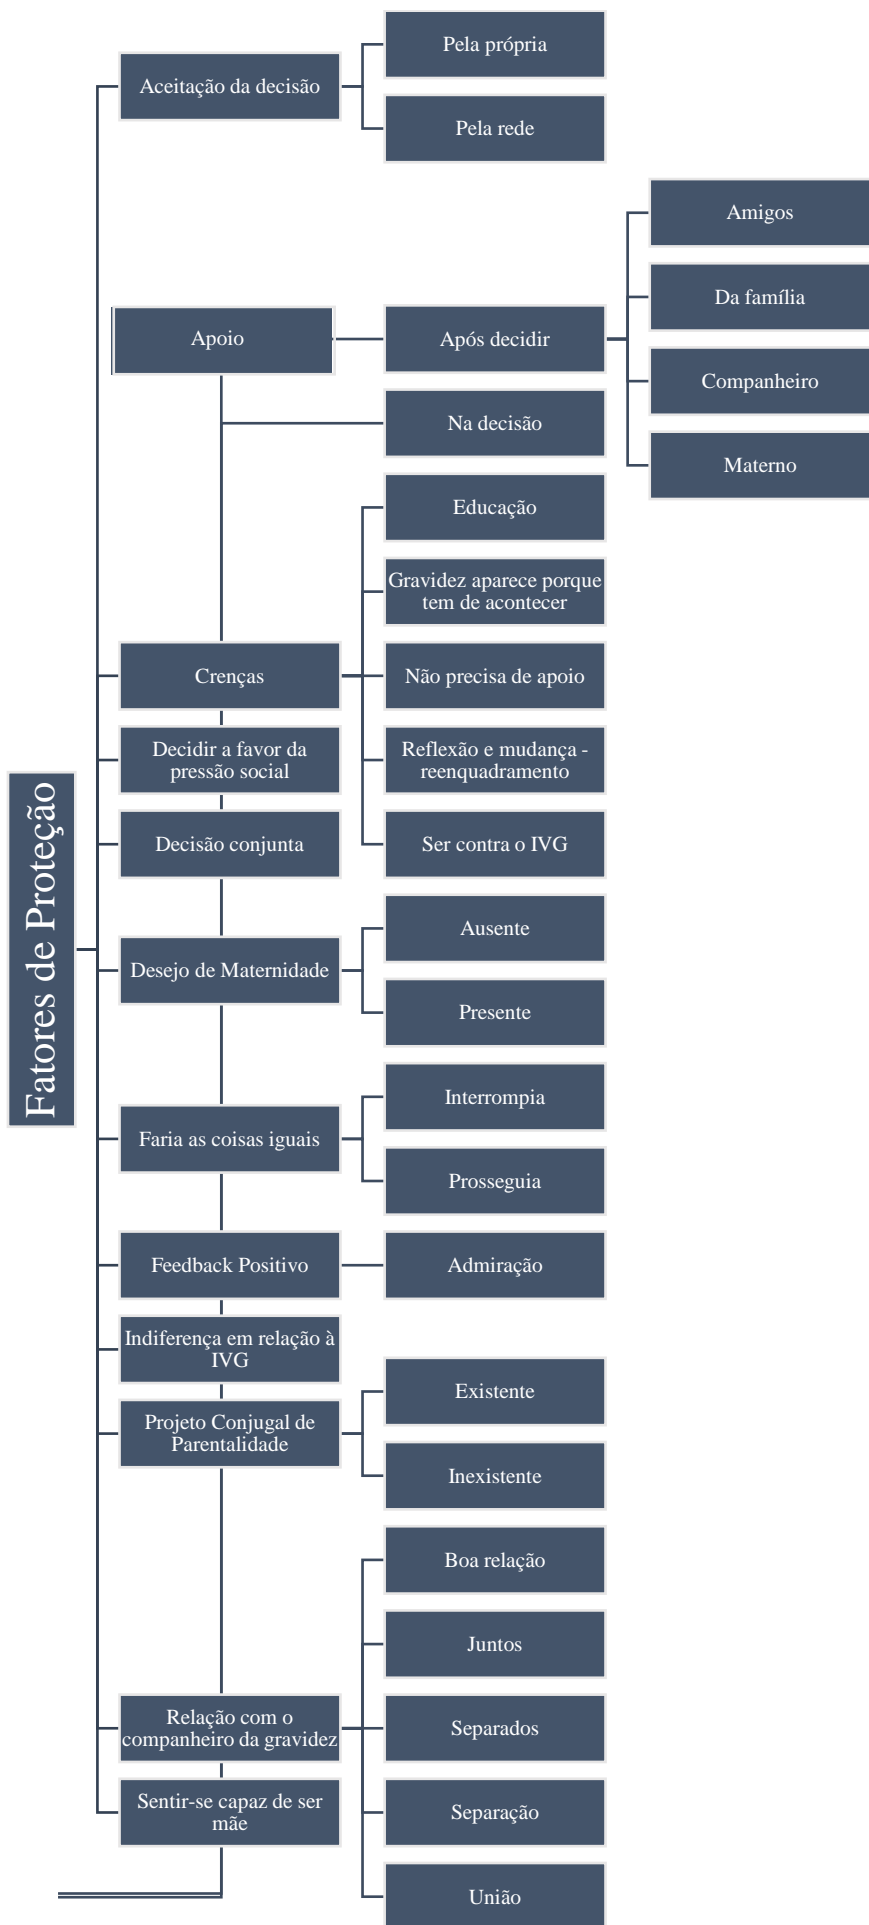 Fatores de Proteção
Aceitação da decisão
Pela própria
Pela rede
Apoio
Após decidir
Amigos
Da família
Companheiro
Materno
Na decisão
Crenças
Educação
Gravidez aparece porque
tem de acontecer
Não precisa de apoio
Reflexão e mudança -
reenquadramento
Ser contra o IVG
Decidir a favor da
pressão social
Decisão conjunta
Desejo de Maternidade
Ausente
Presente
Faria as coisas iguais
Interrompia
Prosseguia
Feedback Positivo
Admiração
Indiferença em relação à
IVG
Projeto Conjugal de
Parentalidade
Existente
Inexistente
Relação com o
companheiro da gravidez
Boa relação
Juntos
Separados
Separação
União
Sentir-se capaz de ser
mãe